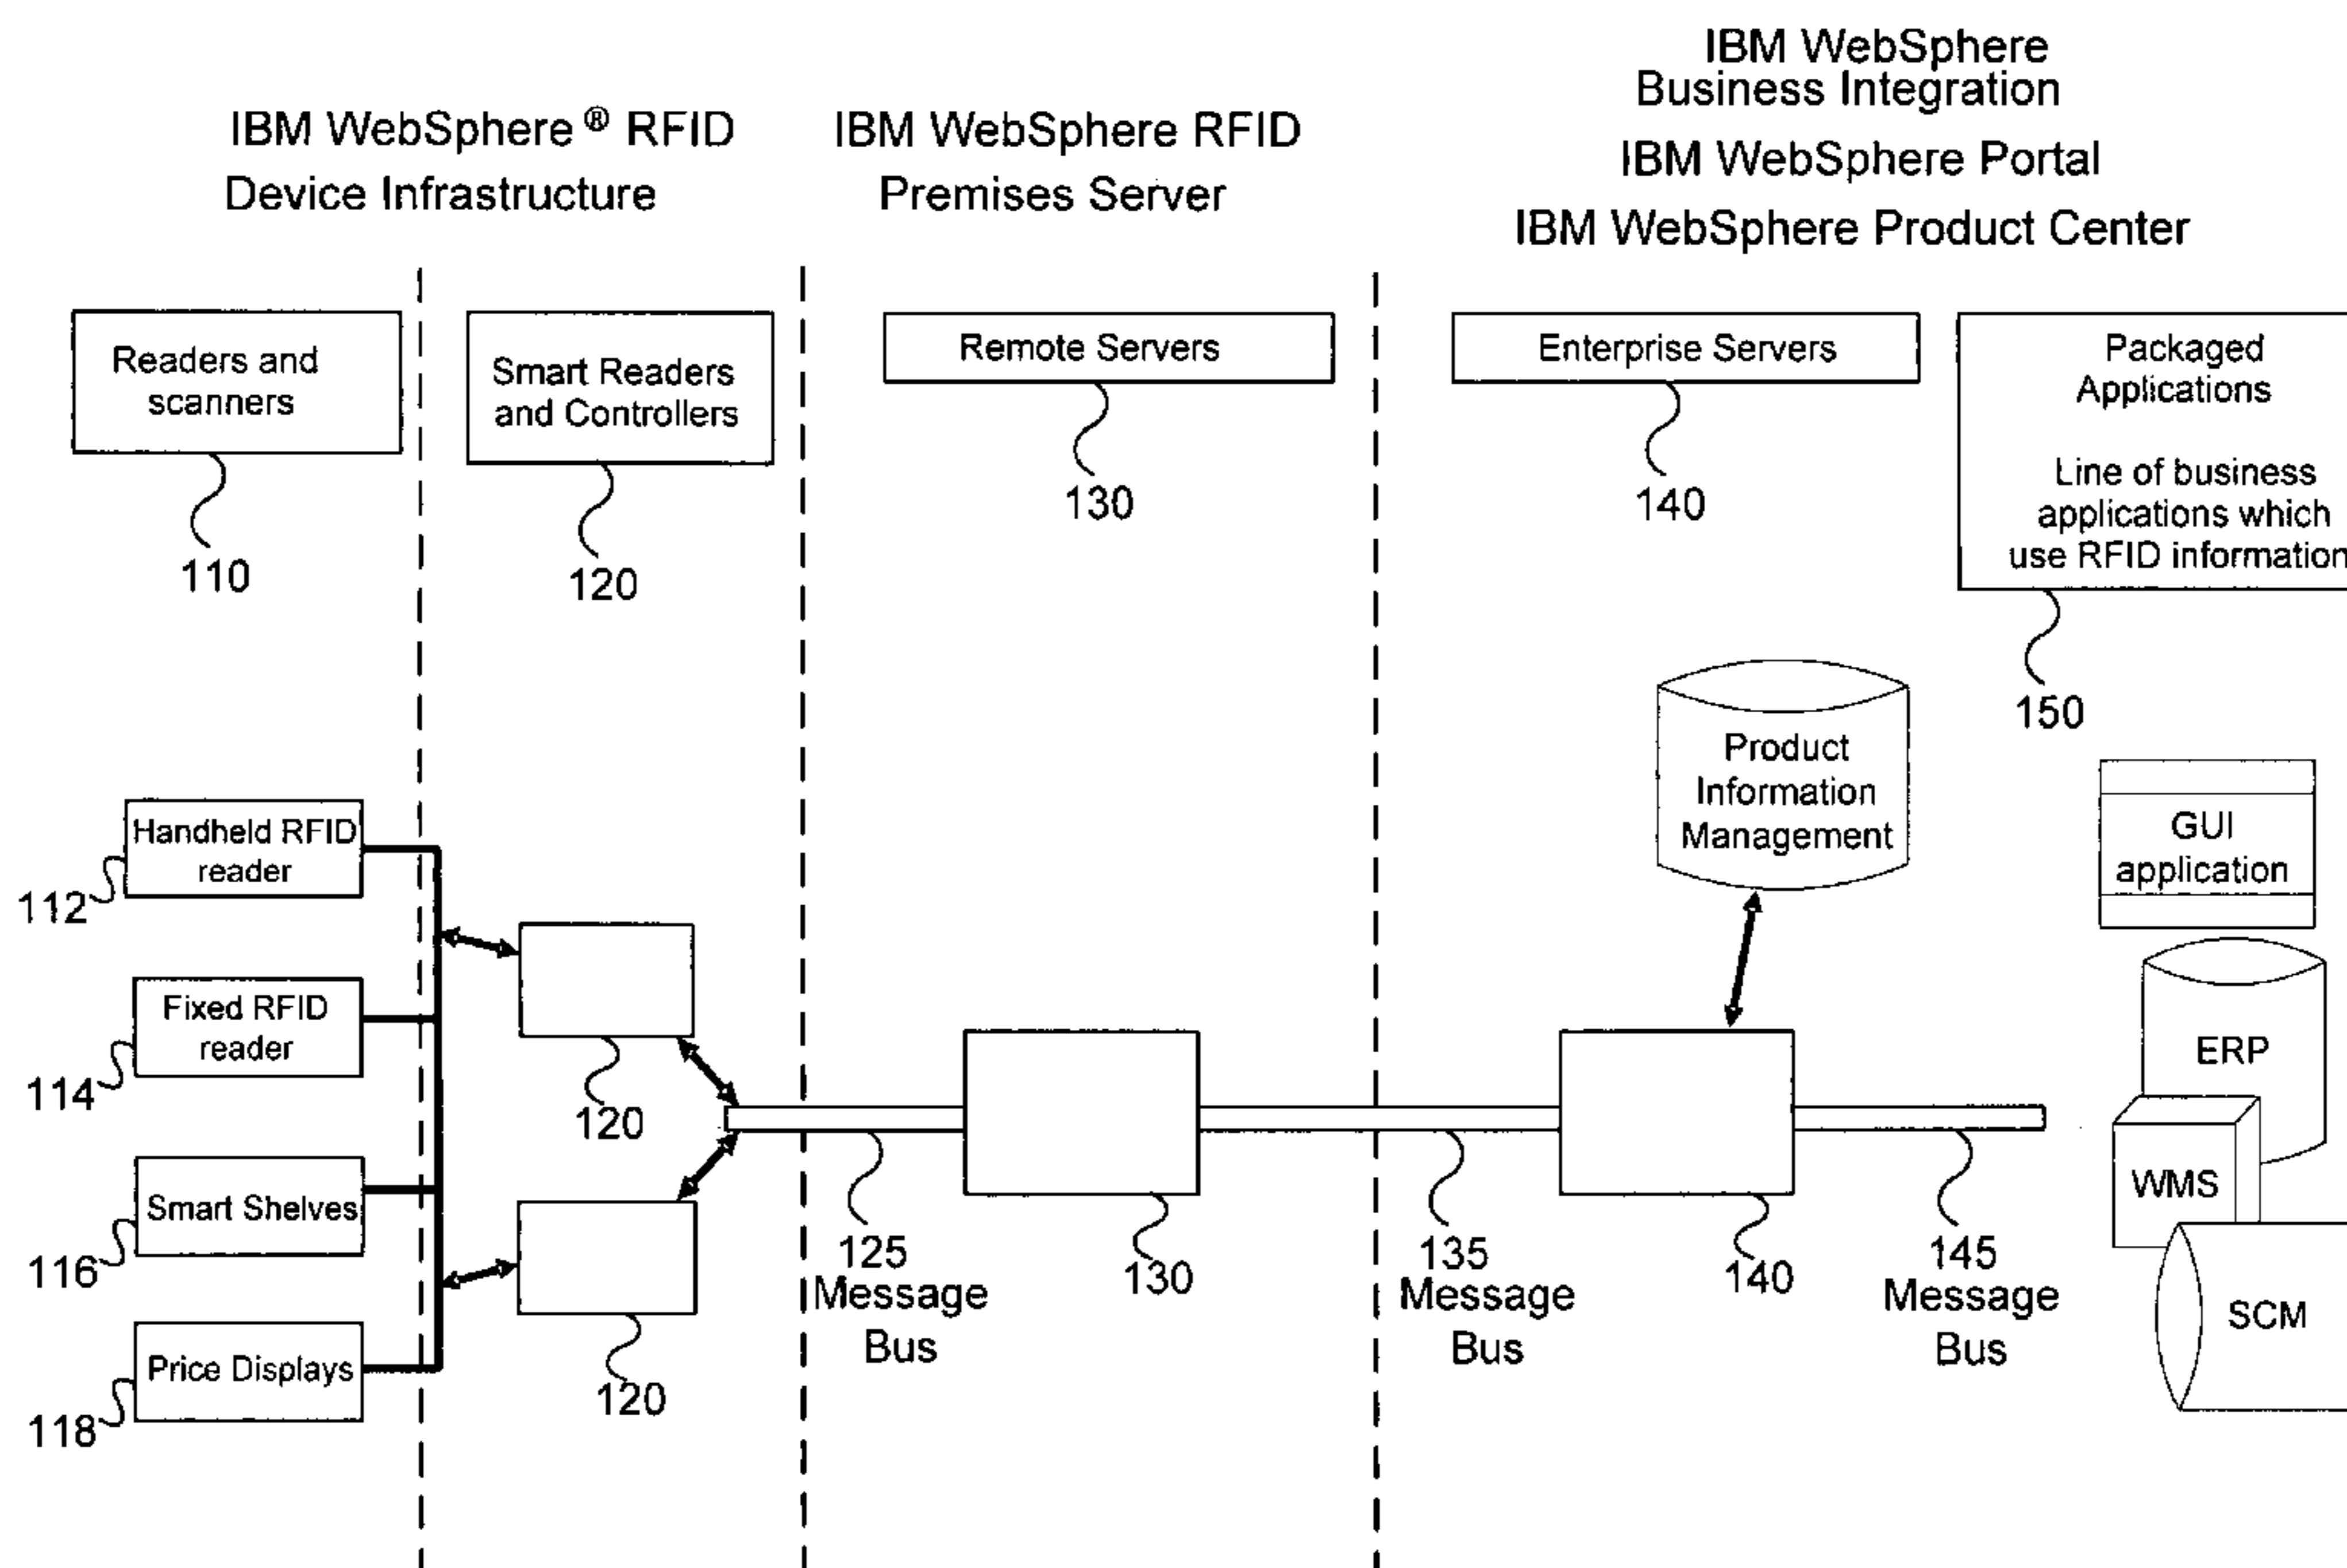 IBM WebSphere® RFID
Device Infrastructure
IBM WebSphere RFID
Premises Server
IBM WebSphere
Business Integration
IBM WebSphere Portal
IBM WebSphere Product Center
Readers and
scanners
110
Smart Readers
and Controllers
120
Remote Servers
130
Enterprise Servers
140
Packaged
Applications
Line of business
applications which
use RFID information
150
Handheld RFID
reader
112
Fixed RFID
reader
114
Smart Shelves
116
Price Displays
118
120
120
125
Message
Bus
130
135
Message
Bus
Product
Information
Management
140
145
Message
Bus
GUI
application
ERP
WMS
SCM